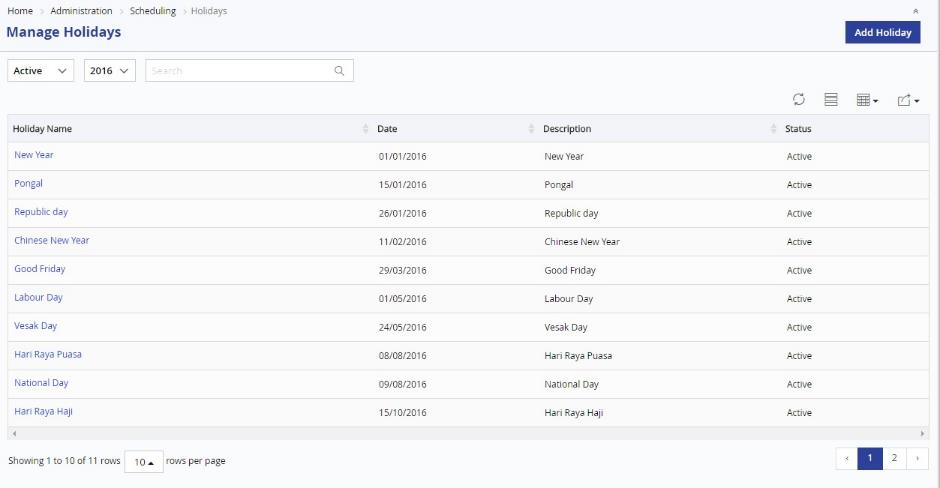 Home > Administration > Scheduling > Holidays
Manage Holidays
Add Holiday
Active 2016 Search
Holiday Name Date Description Status
New Year 01/01/2016 New Year Active
Pongal 15/01/2016 Pongal Active
Republic day 26/01/2016 Republic day Active
Chinese New Year 11/02/2016 Chinese New Year Active
Good Friday 29/03/2016 Good Friday Active
Labour Day 01/05/2016 Labour Day Active
Vesak Day 24/05/2016 Vesak Day Active
Hari Raya Puasa 08/08/2016 Hari Raya Puasa Active
National Day 09/08/2016 National Day Active
Hari Raya Haji 15/10/2016 Hari Raya Haji Active
Showing 1 to 10 of 11 rows 10 rows per page ‹ 1 2 ›